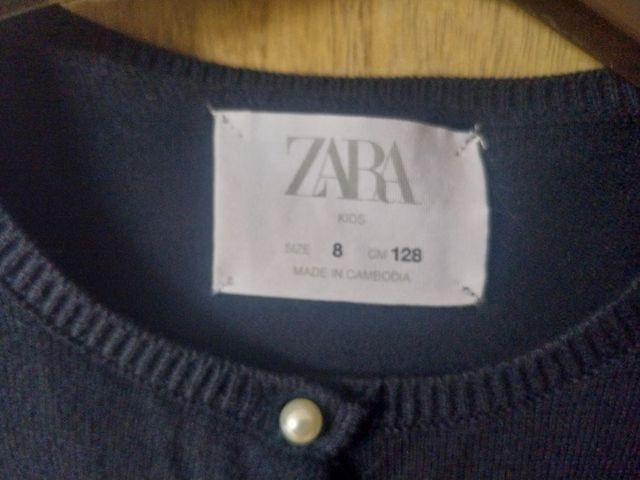 ZARA
KIDS
SIZE 8 CM 128
MADE IN CAMBODIA